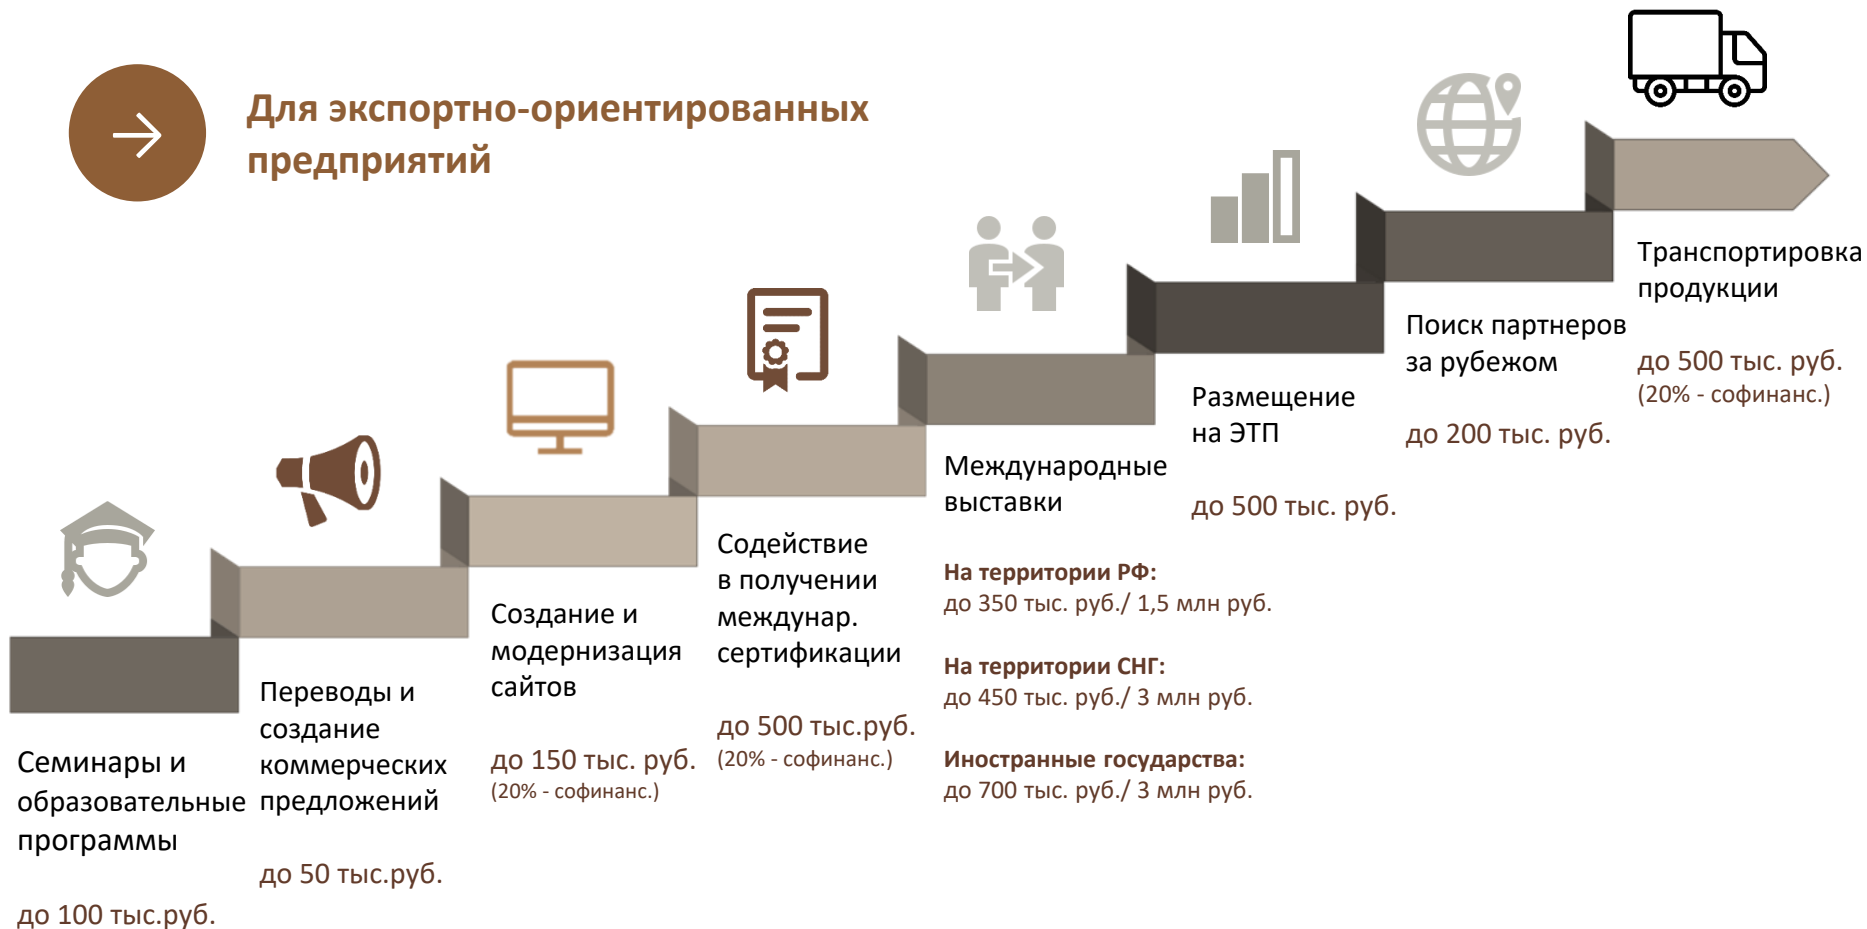 Для экспортно-ориентированных
предприятий
Семинары и
образовательные
программы
до 100 тыс.руб.
Переводы и
создание
коммерческих
предложений
до 50 тыс.руб.
Создание и
модернизация
сайтов
до 150 тыс. руб.
(20% - софинанс.)
Содействие
в получении
междунар.
сертификации
до 500 тыс.руб.
(20% - софинанс.)
Международные
выставки
На территории РФ:
до 350 тыс. руб./ 1,5 млн руб.
На территории СНГ:
до 450 тыс. руб./ 3 млн руб.
Иностранные государства:
до 700 тыс. руб./ 3 млн руб.
Размещение
на ЭТП
до 500 тыс. руб.
Поиск партнеров
за рубежом
до 200 тыс. руб.
Транспортировка
продукции
до 500 тыс. руб.
(20% - софинанс.)